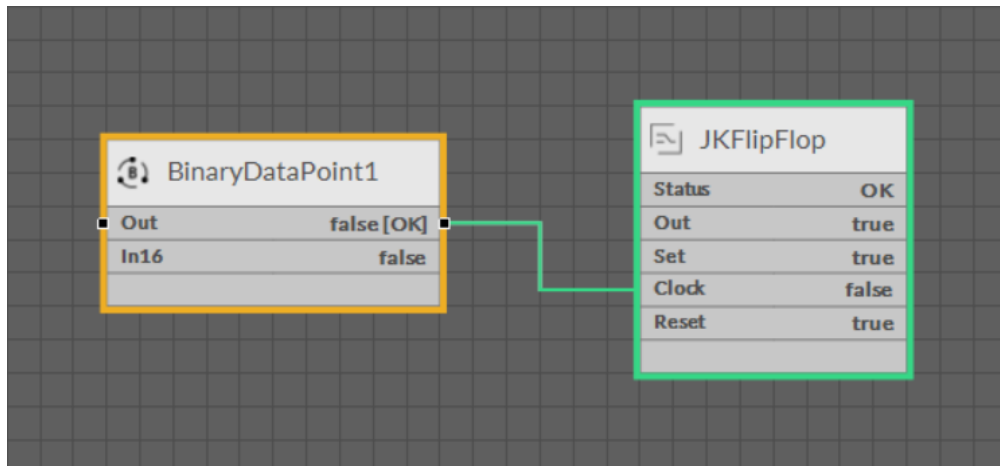 BinaryDataPoint1
Out false [OK]
In16 false
JKFlipFlop
Status OK
Out true
Set true
Clock false
Reset true